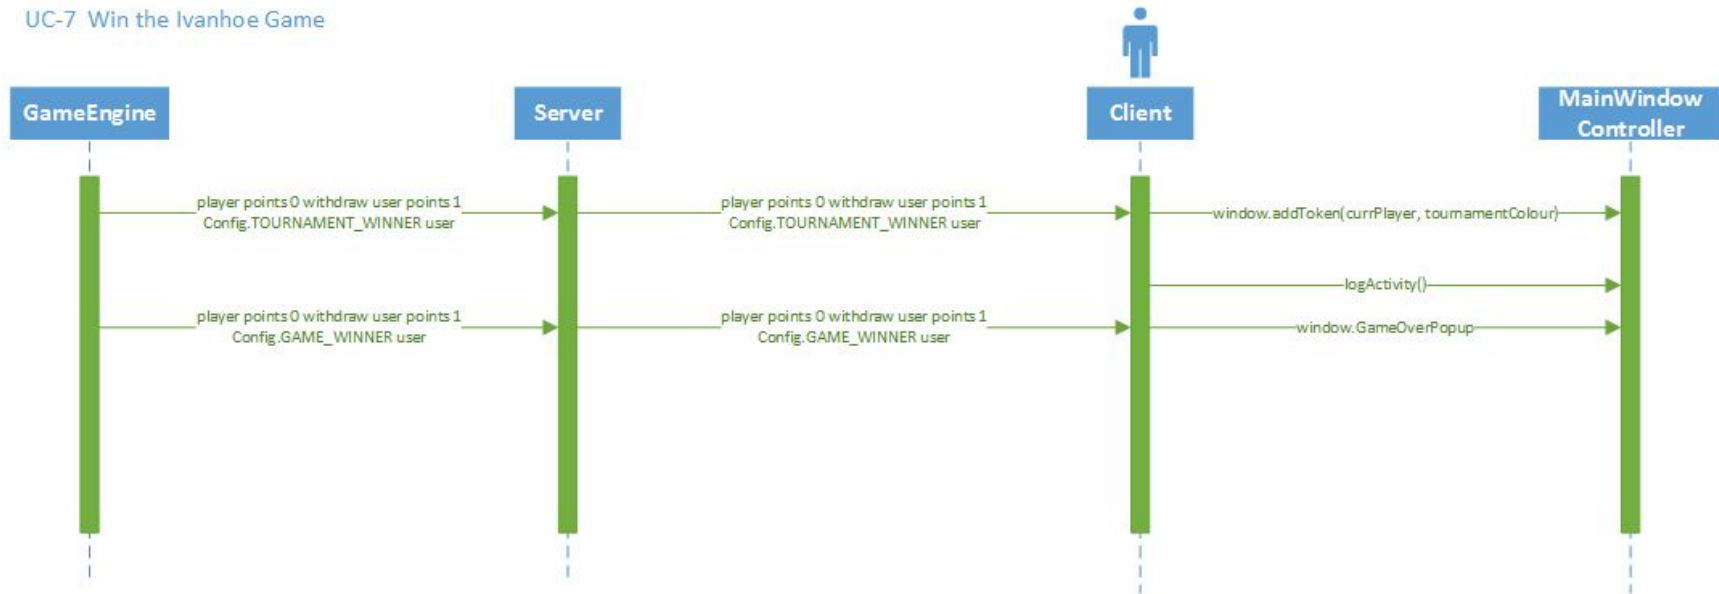 UC-7 Win the Ivanhoe Game
GameEngine
Server
Client
MainWindow
Controller
player points 0 withdraw user points 1
Config.TOURNAMENT_WINNER user
player points 0 withdraw user points 1
Config.TOURNAMENT_WINNER user
window.addToken(currPlayer, tournamentColour)
logActivity()
player points 0 withdraw user points 1
Config.GAME_WINNER user
player points 0 withdraw user points 1
Config.GAME_WINNER user
window.GameOverPopup